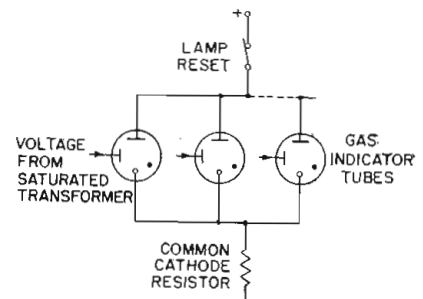 +
LAMP
RESET
VOLTAGE
FROM
SATURATED
TRANSFORMER
GAS
INDICATOR
TUBES
COMMON
CATHODE
RESISTOR